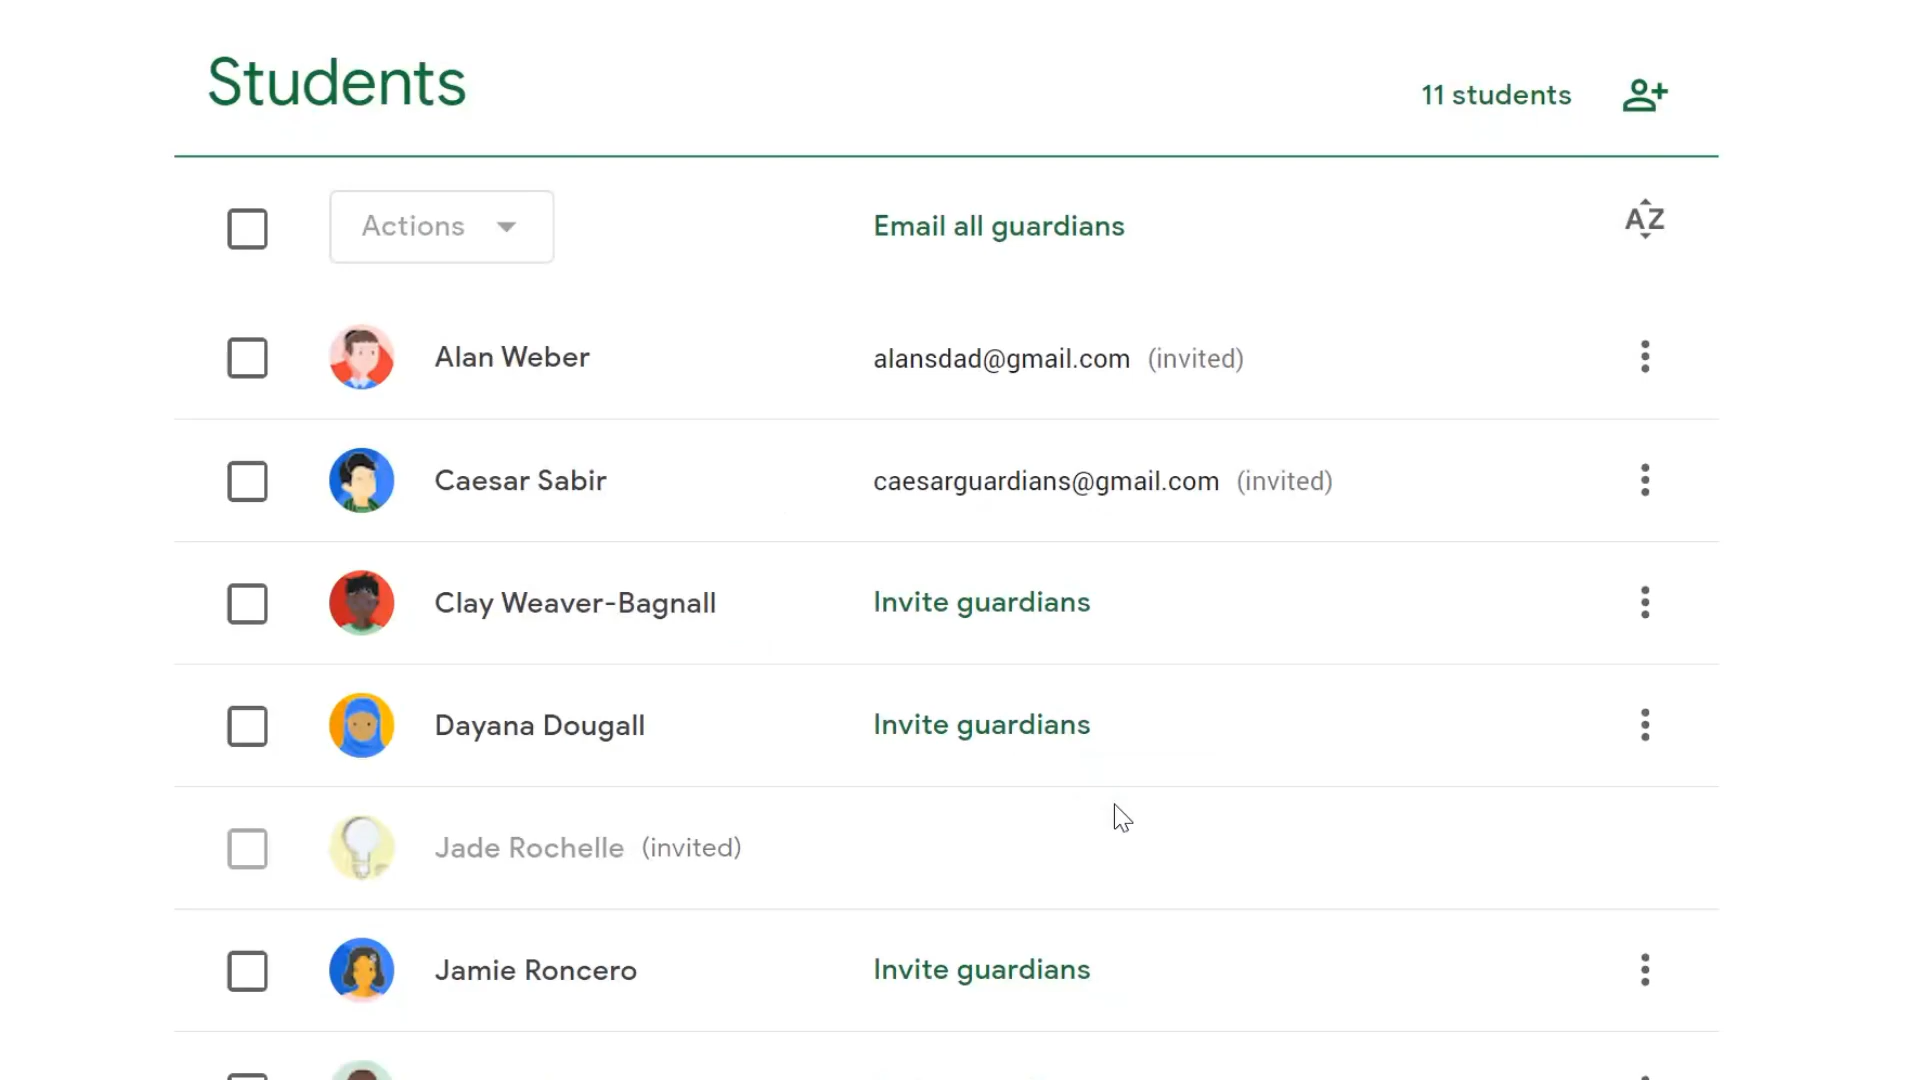 Students
11 students
Actions
Email all guardians
AZ
Alan Weber
alansdad@gmail.com (invited)
Caesar Sabir
caesarguardians@gmail.com (invited)
Clay Weaver-Bagnall
Invite guardians
Dayana Dougall
Invite guardians
Jade Rochelle (invited)
Jamie Roncero
Invite guardians